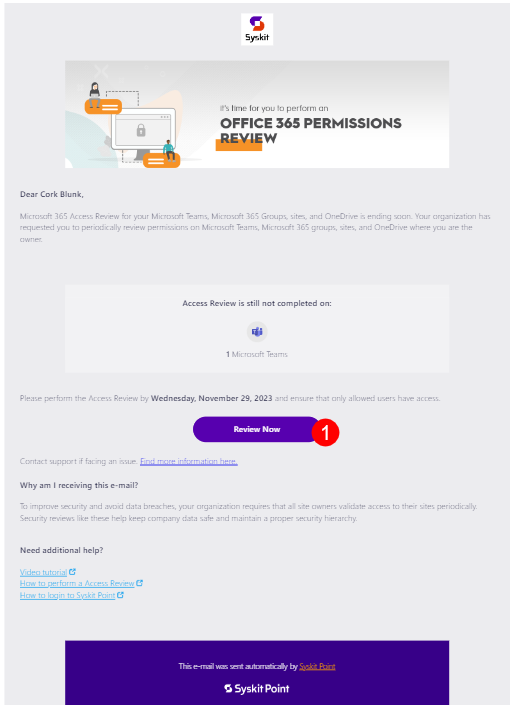 Syskit
It's time for you to perform an
OFFICE 365 PERMISSIONS
REVIEW
Dear Cork Blunk,
Microsoft 365 Access Review for your Microsoft Teams, Microsoft 365 Groups, sites, and OneDrive is ending soon. Your organization has
requested you to periodically review permissions on Microsoft Teams, Microsoft 365 groups, sites, and OneDrive where you are the
owner.
Access Review is still not completed on:
1 Microsoft Teams
Please perform the Access Review by Wednesday, November 29, 2023 and ensure that only allowed users have access.
Review Now
1
Contact support if facing an issue. Find more information here.
Why am I receiving this e-mail?
To improve security and avoid data breaches, your organization requires that all site owners validate access to their sites periodically.
Security reviews like these help keep company data safe and maintain a proper security hierarchy.
Need additional help?
Video tutorial
How to perform a Access Review
How to login to Syskit Point
This e-mail was sent automatically by Syskit Point
Syskit Point